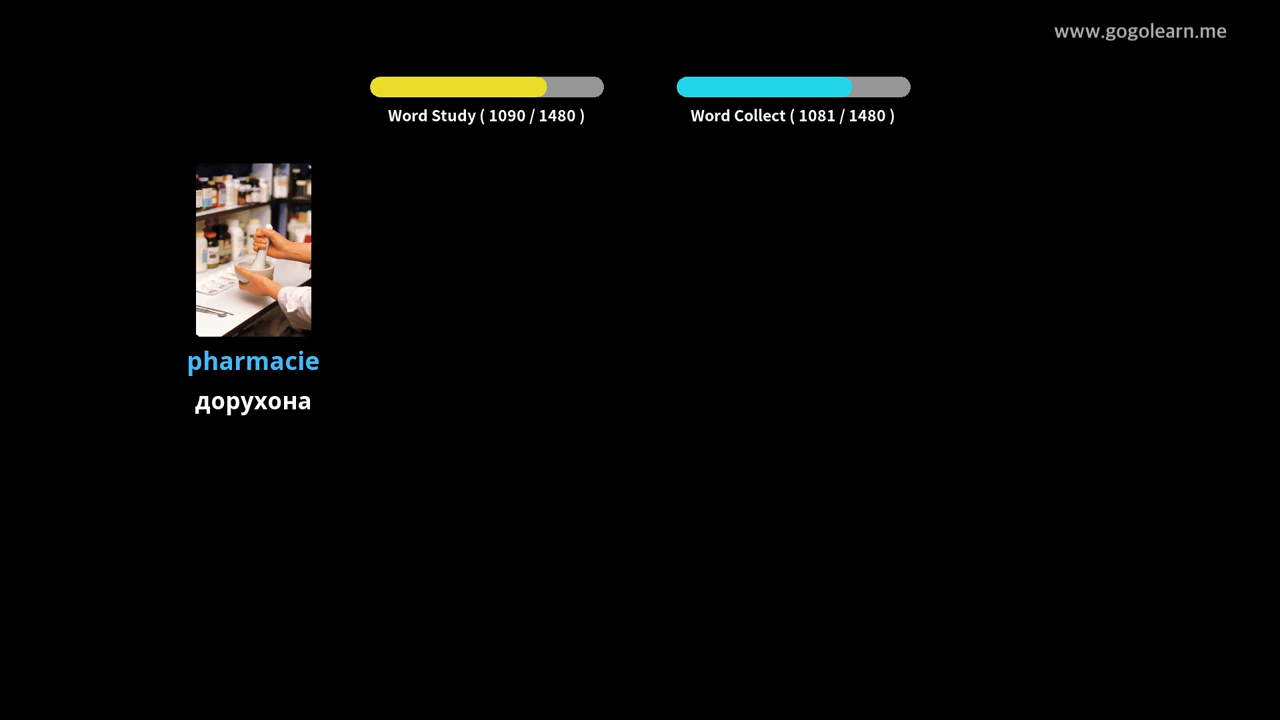 www.gogolearn.me
Word Study ( 1090 / 1480 )
Word Collect ( 1081 / 1480 )
pharmacie
дорухона